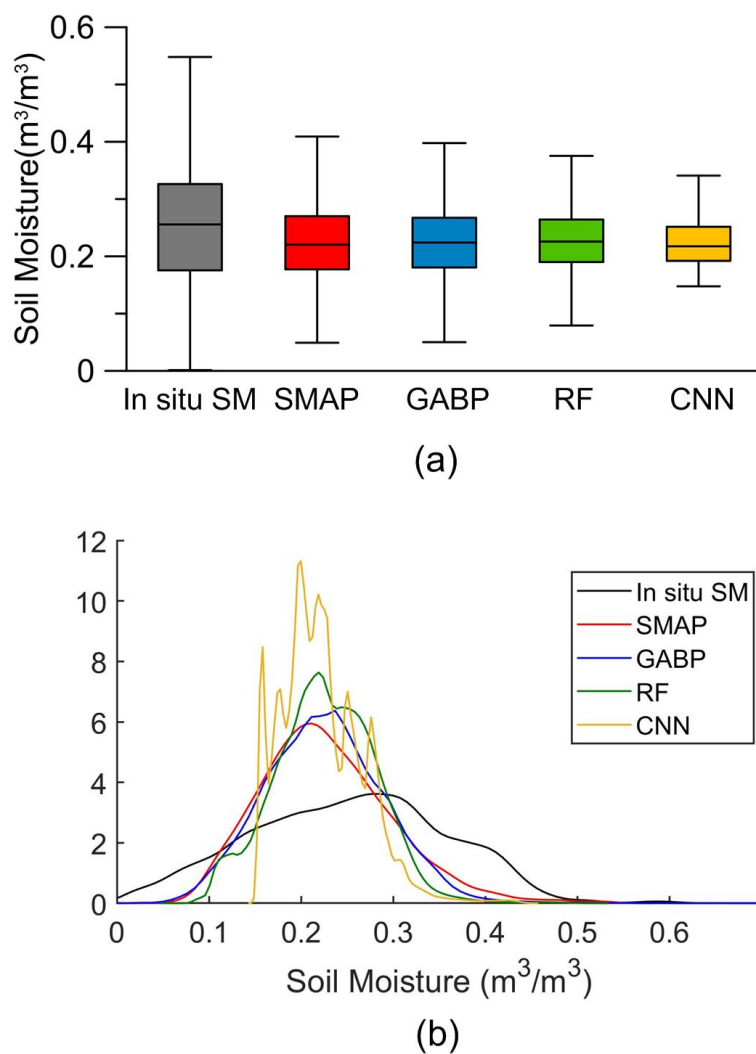 0.6
0.4
0.2
0
Soil Moisture(m³/m³)
In situ SM SMAP GABP RF CNN
(a)
12
10
8
6
4
2
0
In situ SM
SMAP
GABP
RF
CNN
0 0.1 0.2 0.3 0.4 0.5 0.6
Soil Moisture (m³/m³)
(b)